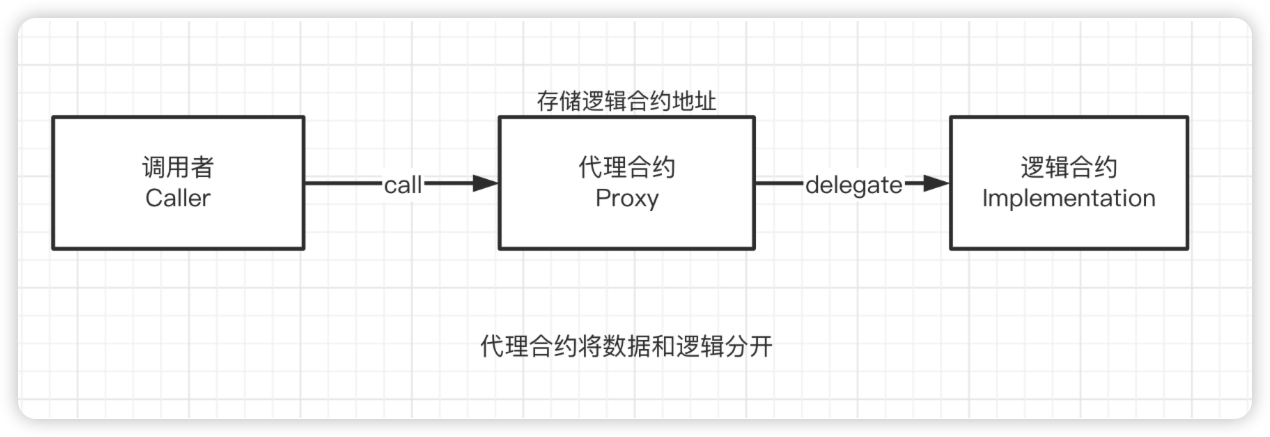 存储逻辑合约地址
调用者
Caller
call
代理合约
Proxy
delegate
逻辑合约
Implementation
代理合约将数据和逻辑分开